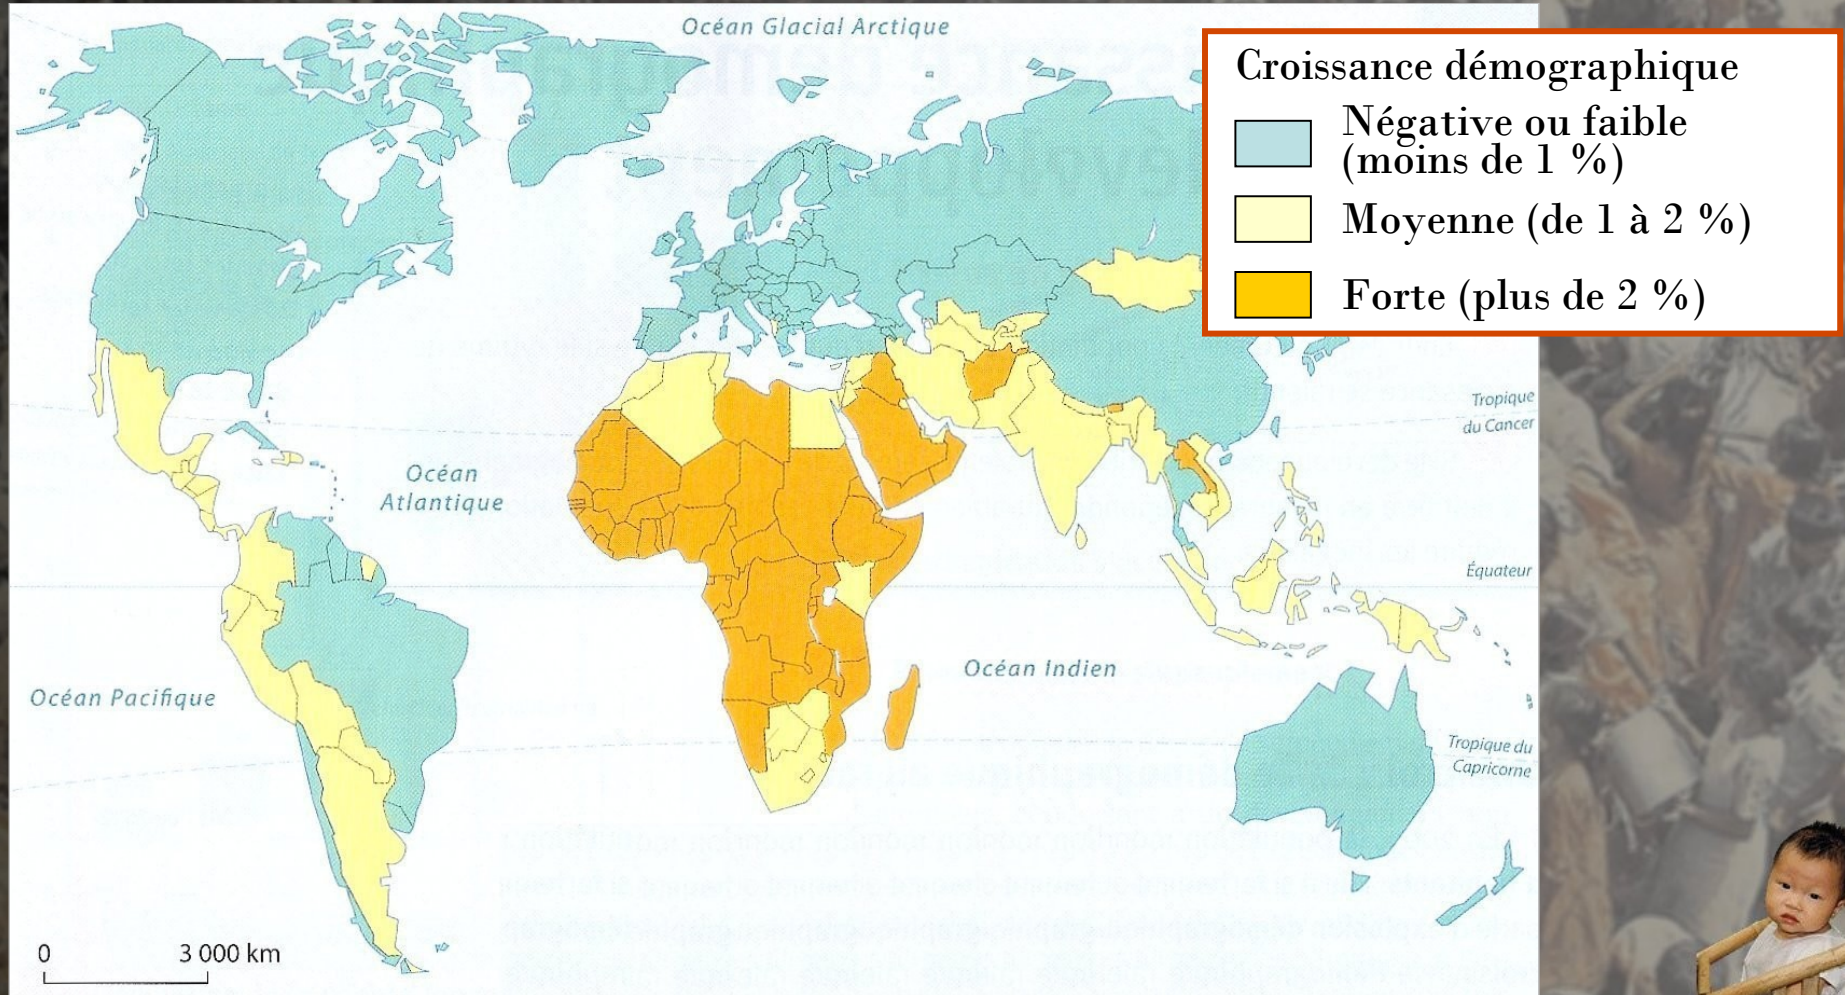 Océan Glacial Arctique
Croissance démographique
Négative ou faible
(moins de 1 %)
Moyenne (de 1 à 2 %)
Forte (plus de 2 %)
Tropique
du Cancer
Océan
Atlantique
Équateur
Océan Indien
Océan Pacifique
Tropique du
Capricorne
0 3 000 km